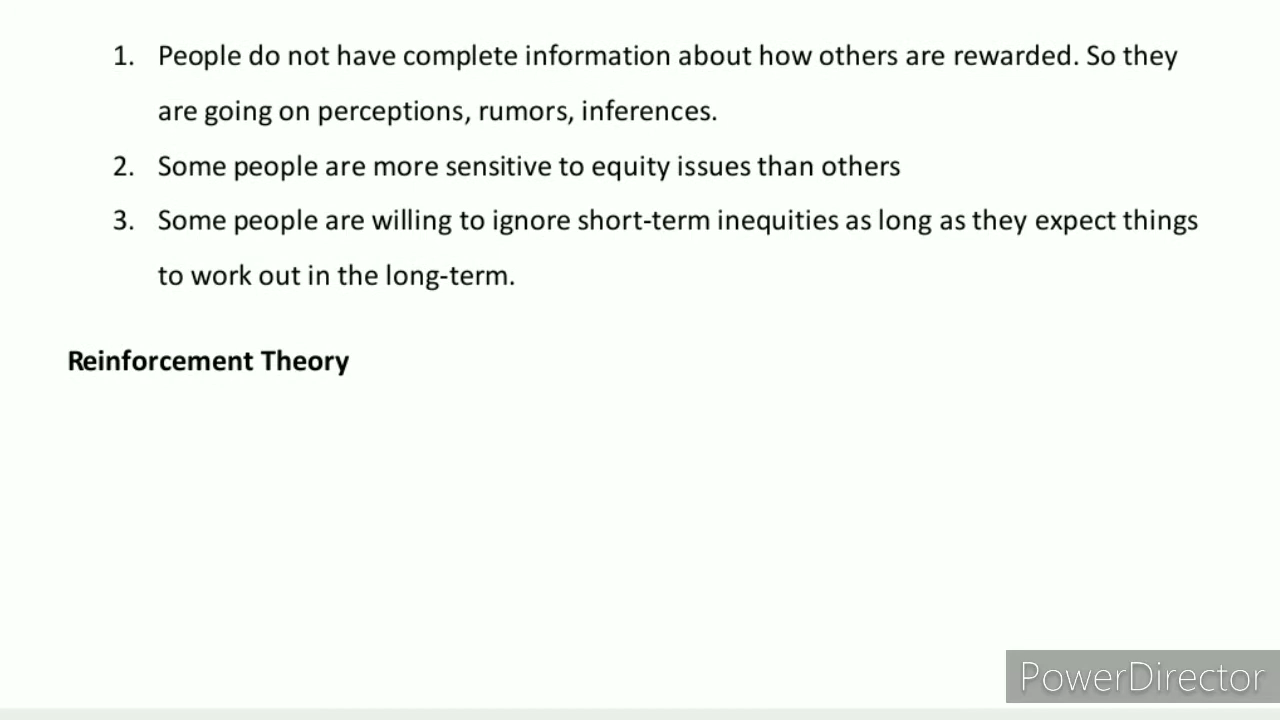 1. People do not have complete information about how others are rewarded. So they
are going on perceptions, rumors, inferences.
2. Some people are more sensitive to equity issues than others
3. Some people are willing to ignore short-term inequities as long as they expect things
to work out in the long-term.
Reinforcement Theory
PowerDirector